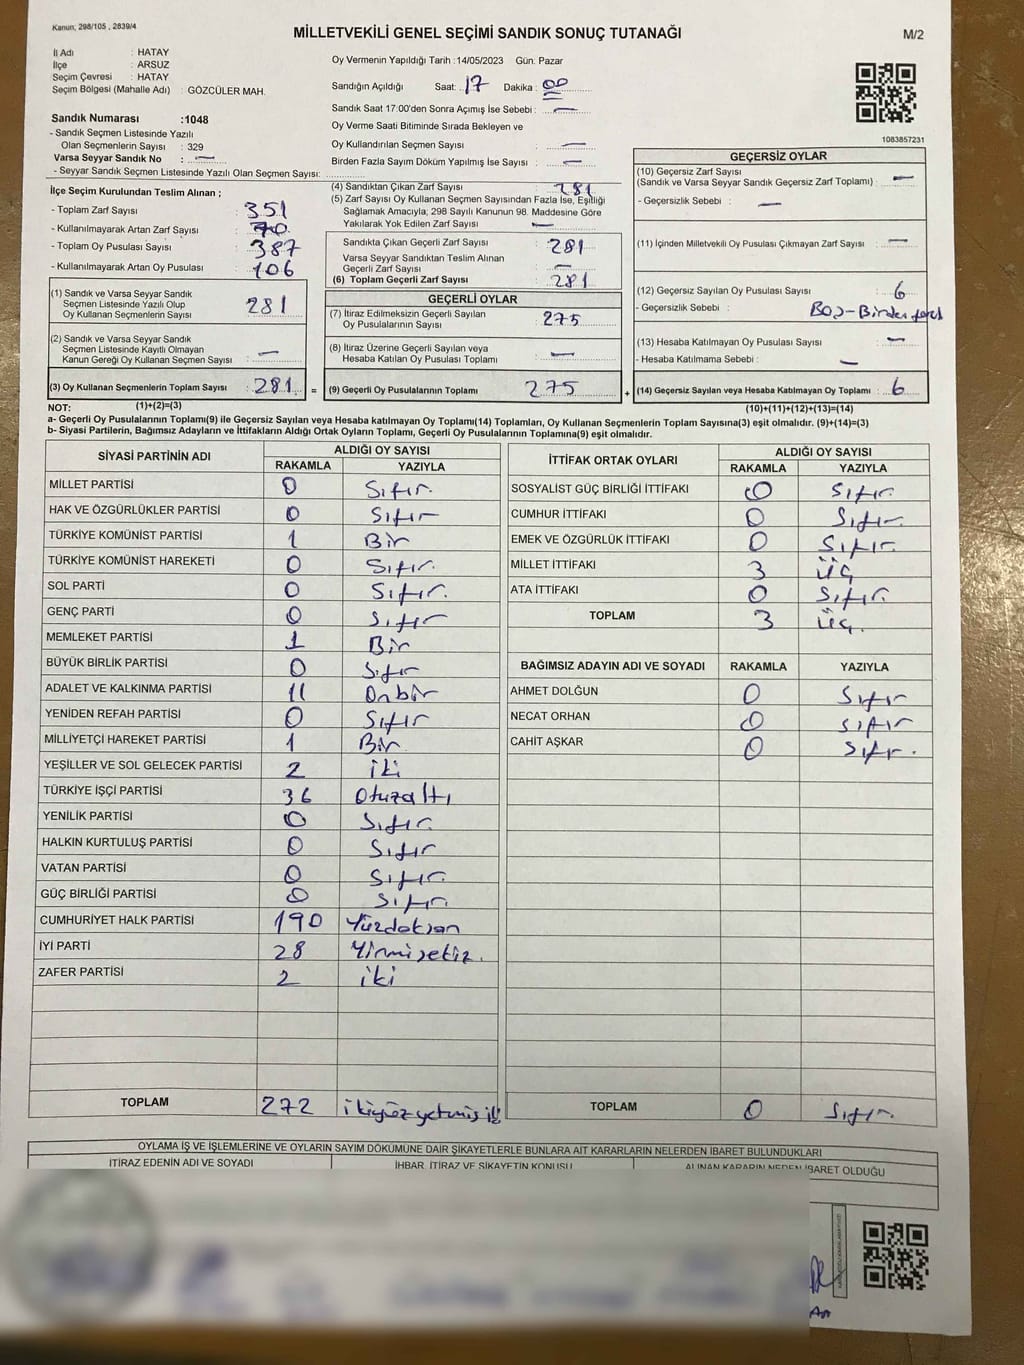 Kanun; 298/105 , 2839/4
MİLLETVEKİLİ GENEL SEÇİMİ SANDIK SONUÇ TUTANAĞI
M/2
İl Adı : HATAY
İlçe : ARSUZ
Seçim Çevresi : HATAY
Seçim Bölgesi (Mahalle Adı) : GÖZCÜLER MAH.
Oy Vermenin Yapıldığı Tarih : 14/05/2023 Gün: Pazar
Sandığın Açıldığı Saat: 17 Dakika : 00
Sandık Saat 17:00'den Sonra Açımış İse Sebebi : —
Oy Verme Saati Bitiminde Sırada Bekleyen ve
Oy Kullandırılan Seçmen Sayısı : —
Birden Fazla Sayım Döküm Yapılmış İse Sayısı : —
1083857231
Sandık Numarası :1048
- Sandık Seçmen Listesinde Yazılı
Olan Seçmenlerin Sayısı : 329
Varsa Seyyar Sandık No : —
- Seyyar Sandık Seçmen Listesinde Yazılı Olan Seçmen Sayısı:
İlçe Seçim Kurulundan Teslim Alınan ;
- Toplam Zarf Sayısı : 351
- Kullanılmayarak Artan Zarf Sayısı : 70
- Toplam Oy Pusulası Sayısı : 387
- Kullanılmayarak Artan Oy Pusulası : 106
(1) Sandık ve Varsa Seyyar Sandık
Seçmen Listesinde Yazılı Olup
Oy Kullanan Seçmenlerin Sayısı : 281
(2) Sandık ve Varsa Seyyar Sandık
Seçmen Listesinde Kayıtlı Olmayan
Kanun Gereği Oy Kullanan Seçmen Sayısı : —
(3) Oy Kullanan Seçmenlerin Toplam Sayısı : 281 =
(1)+(2)=(3)
(4) Sandıktan Çıkan Zarf Sayısı : 281
(5) Zarf Sayısı Oy Kullanan Seçmen Sayısından Fazla İse, Eşitliği
Sağlamak Amacıyla; 298 Sayılı Kanunun 98. Maddesine Göre
Yakılarak Yok Edilen Zarf Sayısı : —
Sandıkta Çıkan Geçerli Zarf Sayısı : 281
Varsa Seyyar Sandıktan Teslim Alınan
Geçerli Zarf Sayısı : —
(6) Toplam Geçerli Zarf Sayısı : 281
GEÇERLİ OYLAR
(7) İtiraz Edilmeksizin Geçerli Sayılan
Oy Pusulalarının Sayısı : 275
(8) İtiraz Üzerine Geçerli Sayılan veya
Hesaba Katılan Oy Pusulası Toplamı : —
(9) Geçerli Oy Pusulalarının Toplamı 275 +
GEÇERSİZ OYLAR
(10) Geçersiz Zarf Sayısı
(Sandık ve Varsa Seyyar Sandık Geçersiz Zarf Toplamı) : —
- Geçersizlik Sebebi : —
(11) İçinden Milletvekili Oy Pusulası Çıkmayan Zarf Sayısı : —
(12) Geçersiz Sayılan Oy Pusulası Sayısı : 6
- Geçersizlik Sebebi : Boş-Birden
(13) Hesaba Katılmayan Oy Pusulası Sayısı : —
- Hesaba Katılmama Sebebi : —
(14) Geçersiz Sayılan veya Hesaba Katılmayan Oy Toplamı : 6
(10)+(11)+(12)+(13)=(14)
NOT:
a- Geçerli Oy Pusulalarının Toplamı(9) ile Geçersiz Sayılan veya Hesaba katılmayan Oy Toplamı(14) Toplamları, Oy Kullanan Seçmenlerin Toplam Sayısına(3) eşit olmalıdır. (9)+(14)=(3)
b- Siyasi Partilerin, Bağımsız Adayların ve İttifakların Aldığı Ortak Oyların Toplamı, Geçerli Oy Pusulalarının Toplamına(9) eşit olmalıdır.
SİYASİ PARTİNİN ADI ALDIĞI OY SAYISI
RAKAMLA YAZIYLA
MİLLET PARTİSİ 0 Sıfır.
HAK VE ÖZGÜRLÜKLER PARTİSİ 0 Sıfır
TÜRKİYE KOMÜNİST PARTİSİ 1 Bir
TÜRKİYE KOMÜNİST HAREKETİ 0 Sıfır.
SOL PARTİ 0 Sıfır.
GENÇ PARTİ 0 Sıfır
MEMLEKET PARTİSİ 1 Bir
BÜYÜK BİRLİK PARTİSİ 0 Sıfır
ADALET VE KALKINMA PARTİSİ 11 Onbir
YENİDEN REFAH PARTİSİ 0 Sıfır
MİLLİYETÇİ HAREKET PARTİSİ 1 Bir
YEŞİLLER VE SOL GELECEK PARTİSİ 2 iki
TÜRKİYE İŞÇİ PARTİSİ 36 Otuzaltı
YENİLİK PARTİSİ 0 Sıfır.
HALKIN KURTULUŞ PARTİSİ 0 Sıfır
VATAN PARTİSİ 0 Sıfır.
GÜÇ BİRLİĞİ PARTİSİ 0 Sıfır.
CUMHURİYET HALK PARTİSİ 190 Yüzdoksan
İYİ PARTİ 28 Yirmisekiz.
ZAFER PARTİSİ 2 iki
TOPLAM 272 ikiyüzyetmişik
İTTİFAK ORTAK OYLARI ALDIĞI OY SAYISI
RAKAMLA YAZIYLA
SOSYALİST GÜÇ BİRLİĞİ İTTİFAKI 0 Sıfır
CUMHUR İTTİFAKI 0 Sıfır.
EMEK VE ÖZGÜRLÜK İTTİFAKI 0 Sıfır.
MİLLET İTTİFAKI 3 üç
ATA İTTİFAKI 0 Sıfır.
TOPLAM 3 üç.
BAĞIMSIZ ADAYIN ADI VE SOYADI RAKAMLA YAZIYLA
AHMET DOLĞUN 0 Sıfır
NECAT ORHAN 0 Sıfır
CAHİT AŞKAR 0 Sıfır.
TOPLAM 0 Sıfır.
OYLAMA İŞ VE İŞLEMLERİNE VE OYLARIN SAYIM DÖKÜMÜNE DAİR ŞİKAYETLERLE BUNLARA AİT KARARLARIN NELERDEN İBARET BULUNDUKLARI
İTİRAZ EDENİN ADI VE SOYADI İHBAR, İTİRAZ VE ŞİKAYETİN KONUSU ALINAN KARARIN NEDEN İBARET OLDUĞU